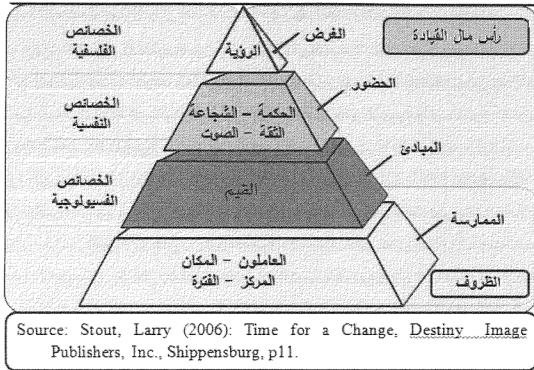 رأس مال القيادة
الغرض
الرؤية
الخصائص
الفلسفية
الحضور
الحكمة – الشجاعة
الثقة – الصوت
الخصائص
النفسية
المبادئ
القيم
الخصائص
الفسيولوجية
الممارسة
العاملون – المكان
المركز – الفترة
الظروف
Source: Stout, Larry (2006): Time for a Change, Destiny Image
Publishers, Inc., Shippensburg, p11.